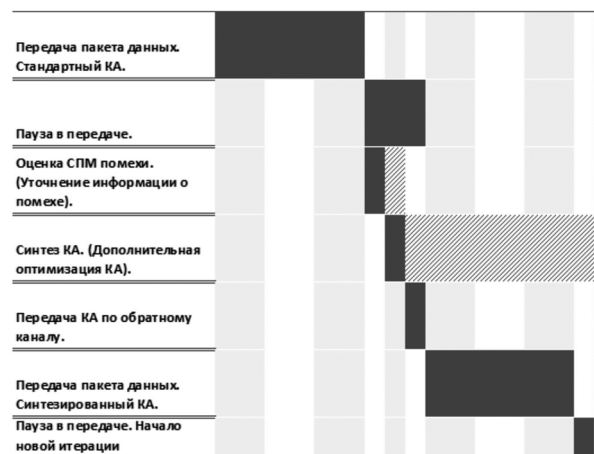 Передача пакета данных.
Стандартный КА.
Пауза в передаче.
Оценка СПМ помехи.
(Уточнение информации о
помехе).
Синтез КА. (Дополнительная
оптимизация КА).
Передача КА по обратному
каналу.
Передача пакета данных.
Синтезированный КА.
Пауза в передаче. Начало
новой итерации